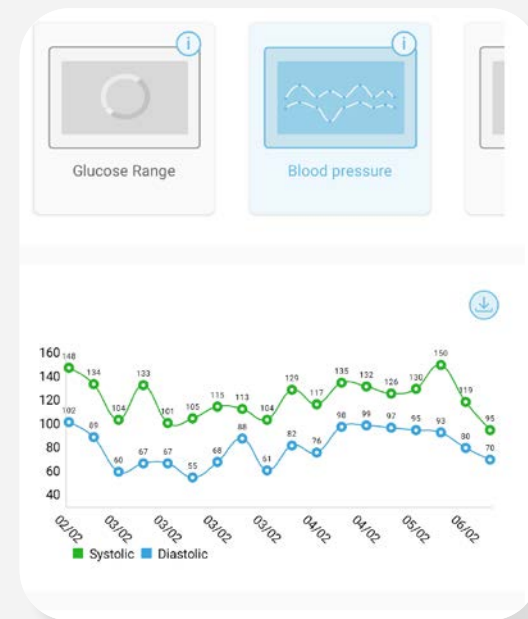 i
i
Glucose Range
Blood pressure
160
140
120
100
80
60
40
148 134 104 133 101 105 115 113 104 129 117 135 132 126 130 150 119 95
102 89 60 67 67 55 68 88 61 82 76 98 99 97 95 93 80 70
02/02 03/02 03/02 03/02 03/02 04/02 04/02 05/02 06/02
Systolic Diastolic